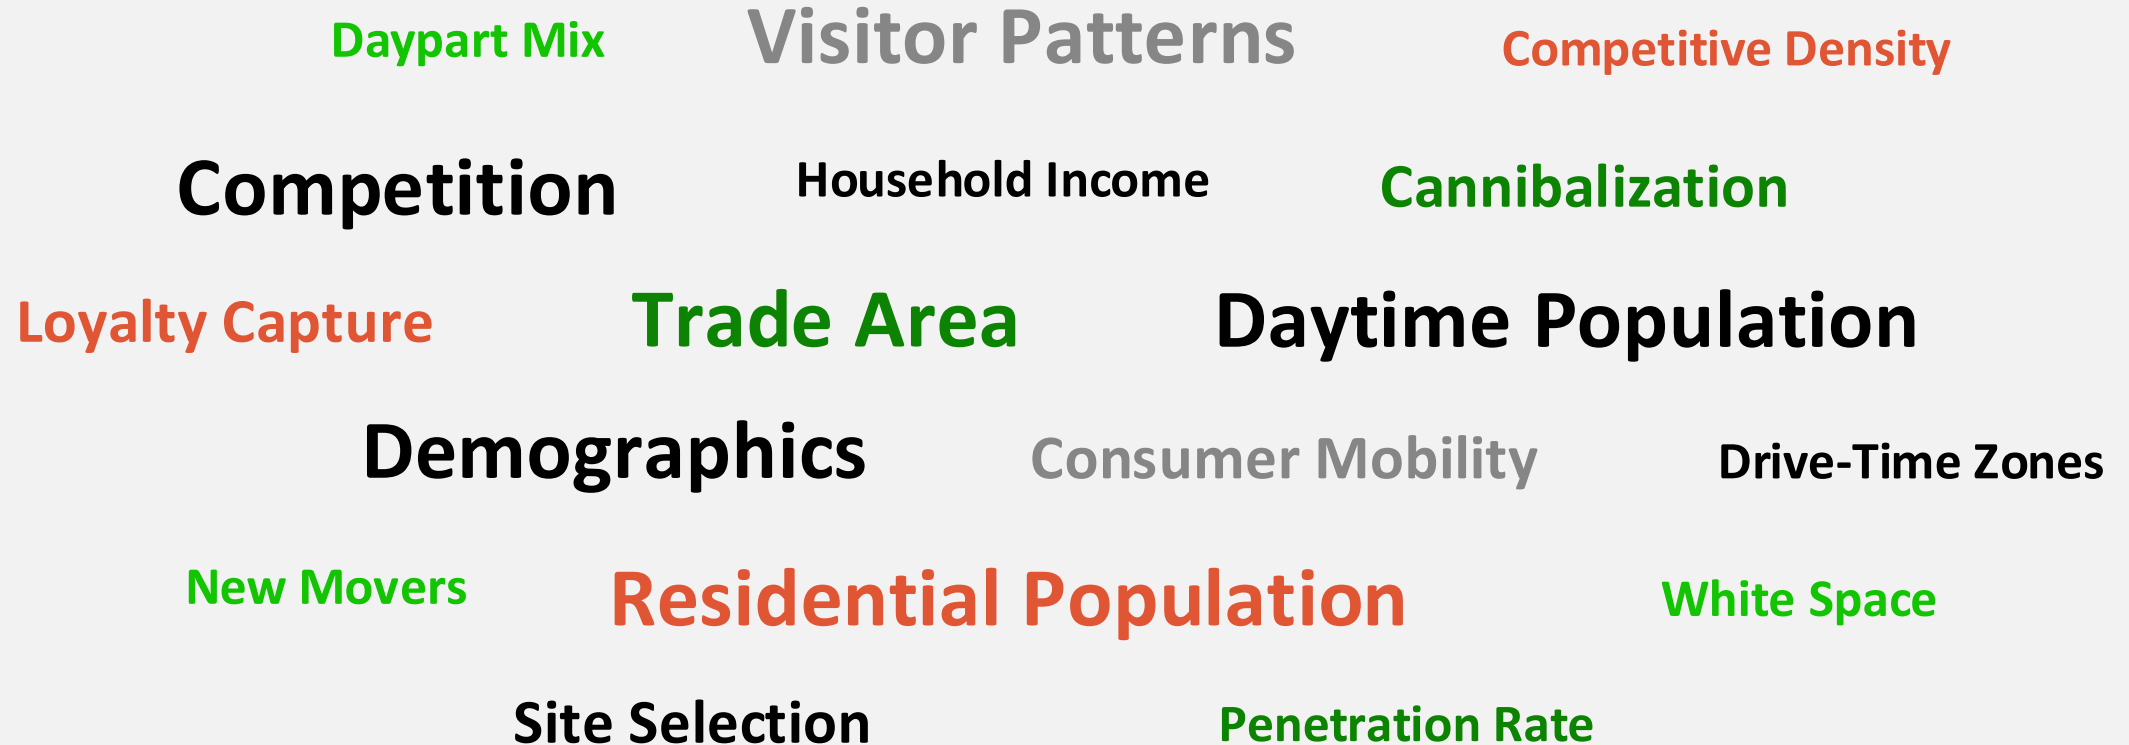 Daypart Mix
Visitor Patterns
Competitive Density
Competition
Household Income
Cannibalization
Loyalty Capture
Trade Area
Daytime Population
Demographics
Consumer Mobility
Drive-Time Zones
New Movers
Residential Population
White Space
Site Selection
Penetration Rate